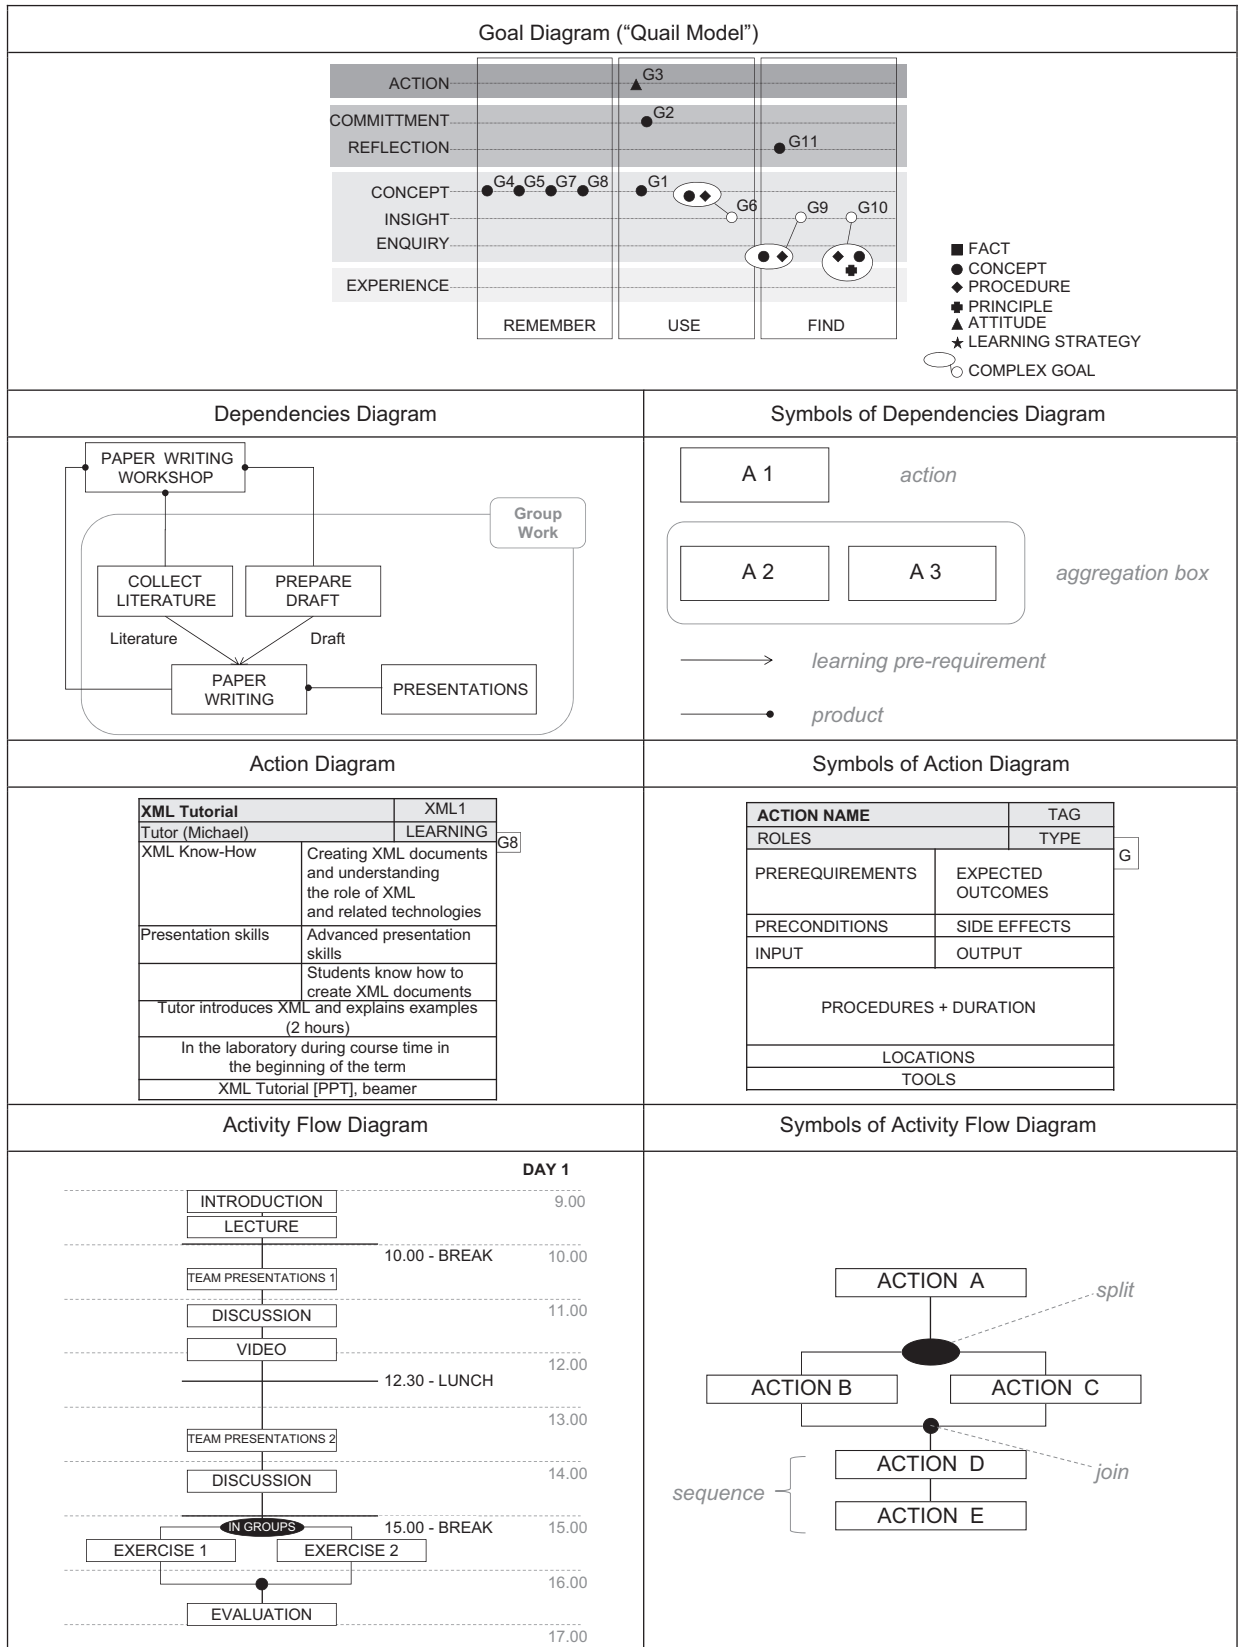 Goal Diagram (“Quail Model”)
ACTION
G3
COMMITTMENT
G2
REFLECTION
G11
CONCEPT
G4 G5 G7 G8 G1
INSIGHT
G6 G9 G10
ENQUIRY
EXPERIENCE
REMEMBER USE FIND
FACT
CONCEPT
PROCEDURE
PRINCIPLE
ATTITUDE
LEARNING STRATEGY
COMPLEX GOAL
Dependencies Diagram
PAPER WRITING
WORKSHOP
Group
Work
COLLECT
LITERATURE
PREPARE
DRAFT
Literature
Draft
PAPER
WRITING
PRESENTATIONS
Symbols of Dependencies Diagram
A 1
action
A 2
A 3
aggregation box
learning pre-requirement
product
Action Diagram
XML Tutorial
XML1
Tutor (Michael)
LEARNING
G8
XML Know-How
Creating XML documents
and understanding
the role of XML
and related technologies
Presentation skills
Advanced presentation
skills
Students know how to
create XML documents
Tutor introduces XML and explains examples
(2 hours)
In the laboratory during course time in
the beginning of the term
XML Tutorial [PPT], beamer
Symbols of Action Diagram
ACTION NAME
TAG
ROLES
TYPE
G
PREREQUIREMENTS
EXPECTED
OUTCOMES
PRECONDITIONS
SIDE EFFECTS
INPUT
OUTPUT
PROCEDURES + DURATION
LOCATIONS
TOOLS
Activity Flow Diagram
DAY 1
INTRODUCTION
9.00
LECTURE
10.00 - BREAK
10.00
TEAM PRESENTATIONS 1
DISCUSSION
11.00
VIDEO
12.00
12.30 - LUNCH
13.00
TEAM PRESENTATIONS 2
DISCUSSION
14.00
IN GROUPS
15.00 - BREAK
15.00
EXERCISE 1
EXERCISE 2
16.00
EVALUATION
17.00
Symbols of Activity Flow Diagram
ACTION A
split
ACTION B
ACTION C
ACTION D
join
sequence
ACTION E